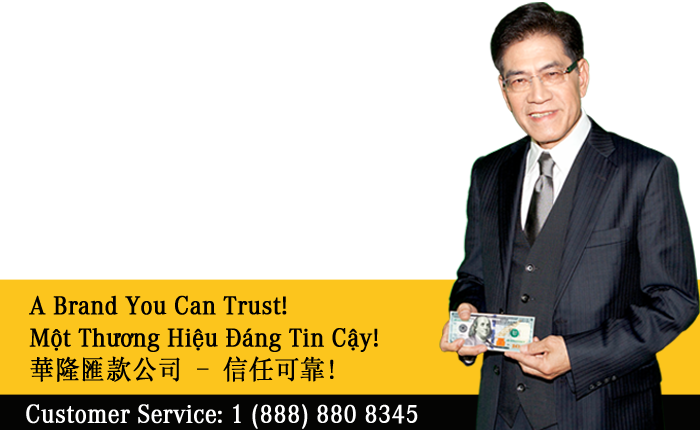 A Brand You Can Trust!
Một Thương Hiệu Đáng Tin Cậy!
華隆匯款公司 - 信任可靠!
Customer Service: 1 (888) 880 8345